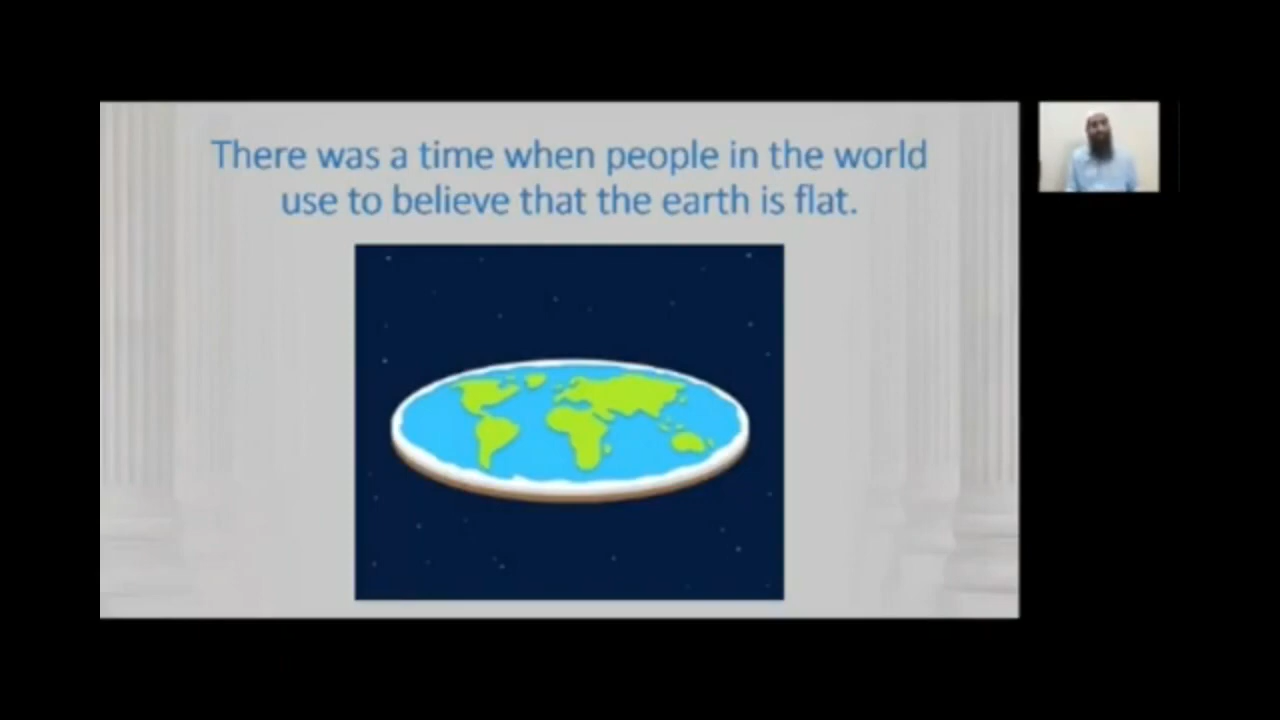 There was a time when people in the world
use to believe that the earth is flat.